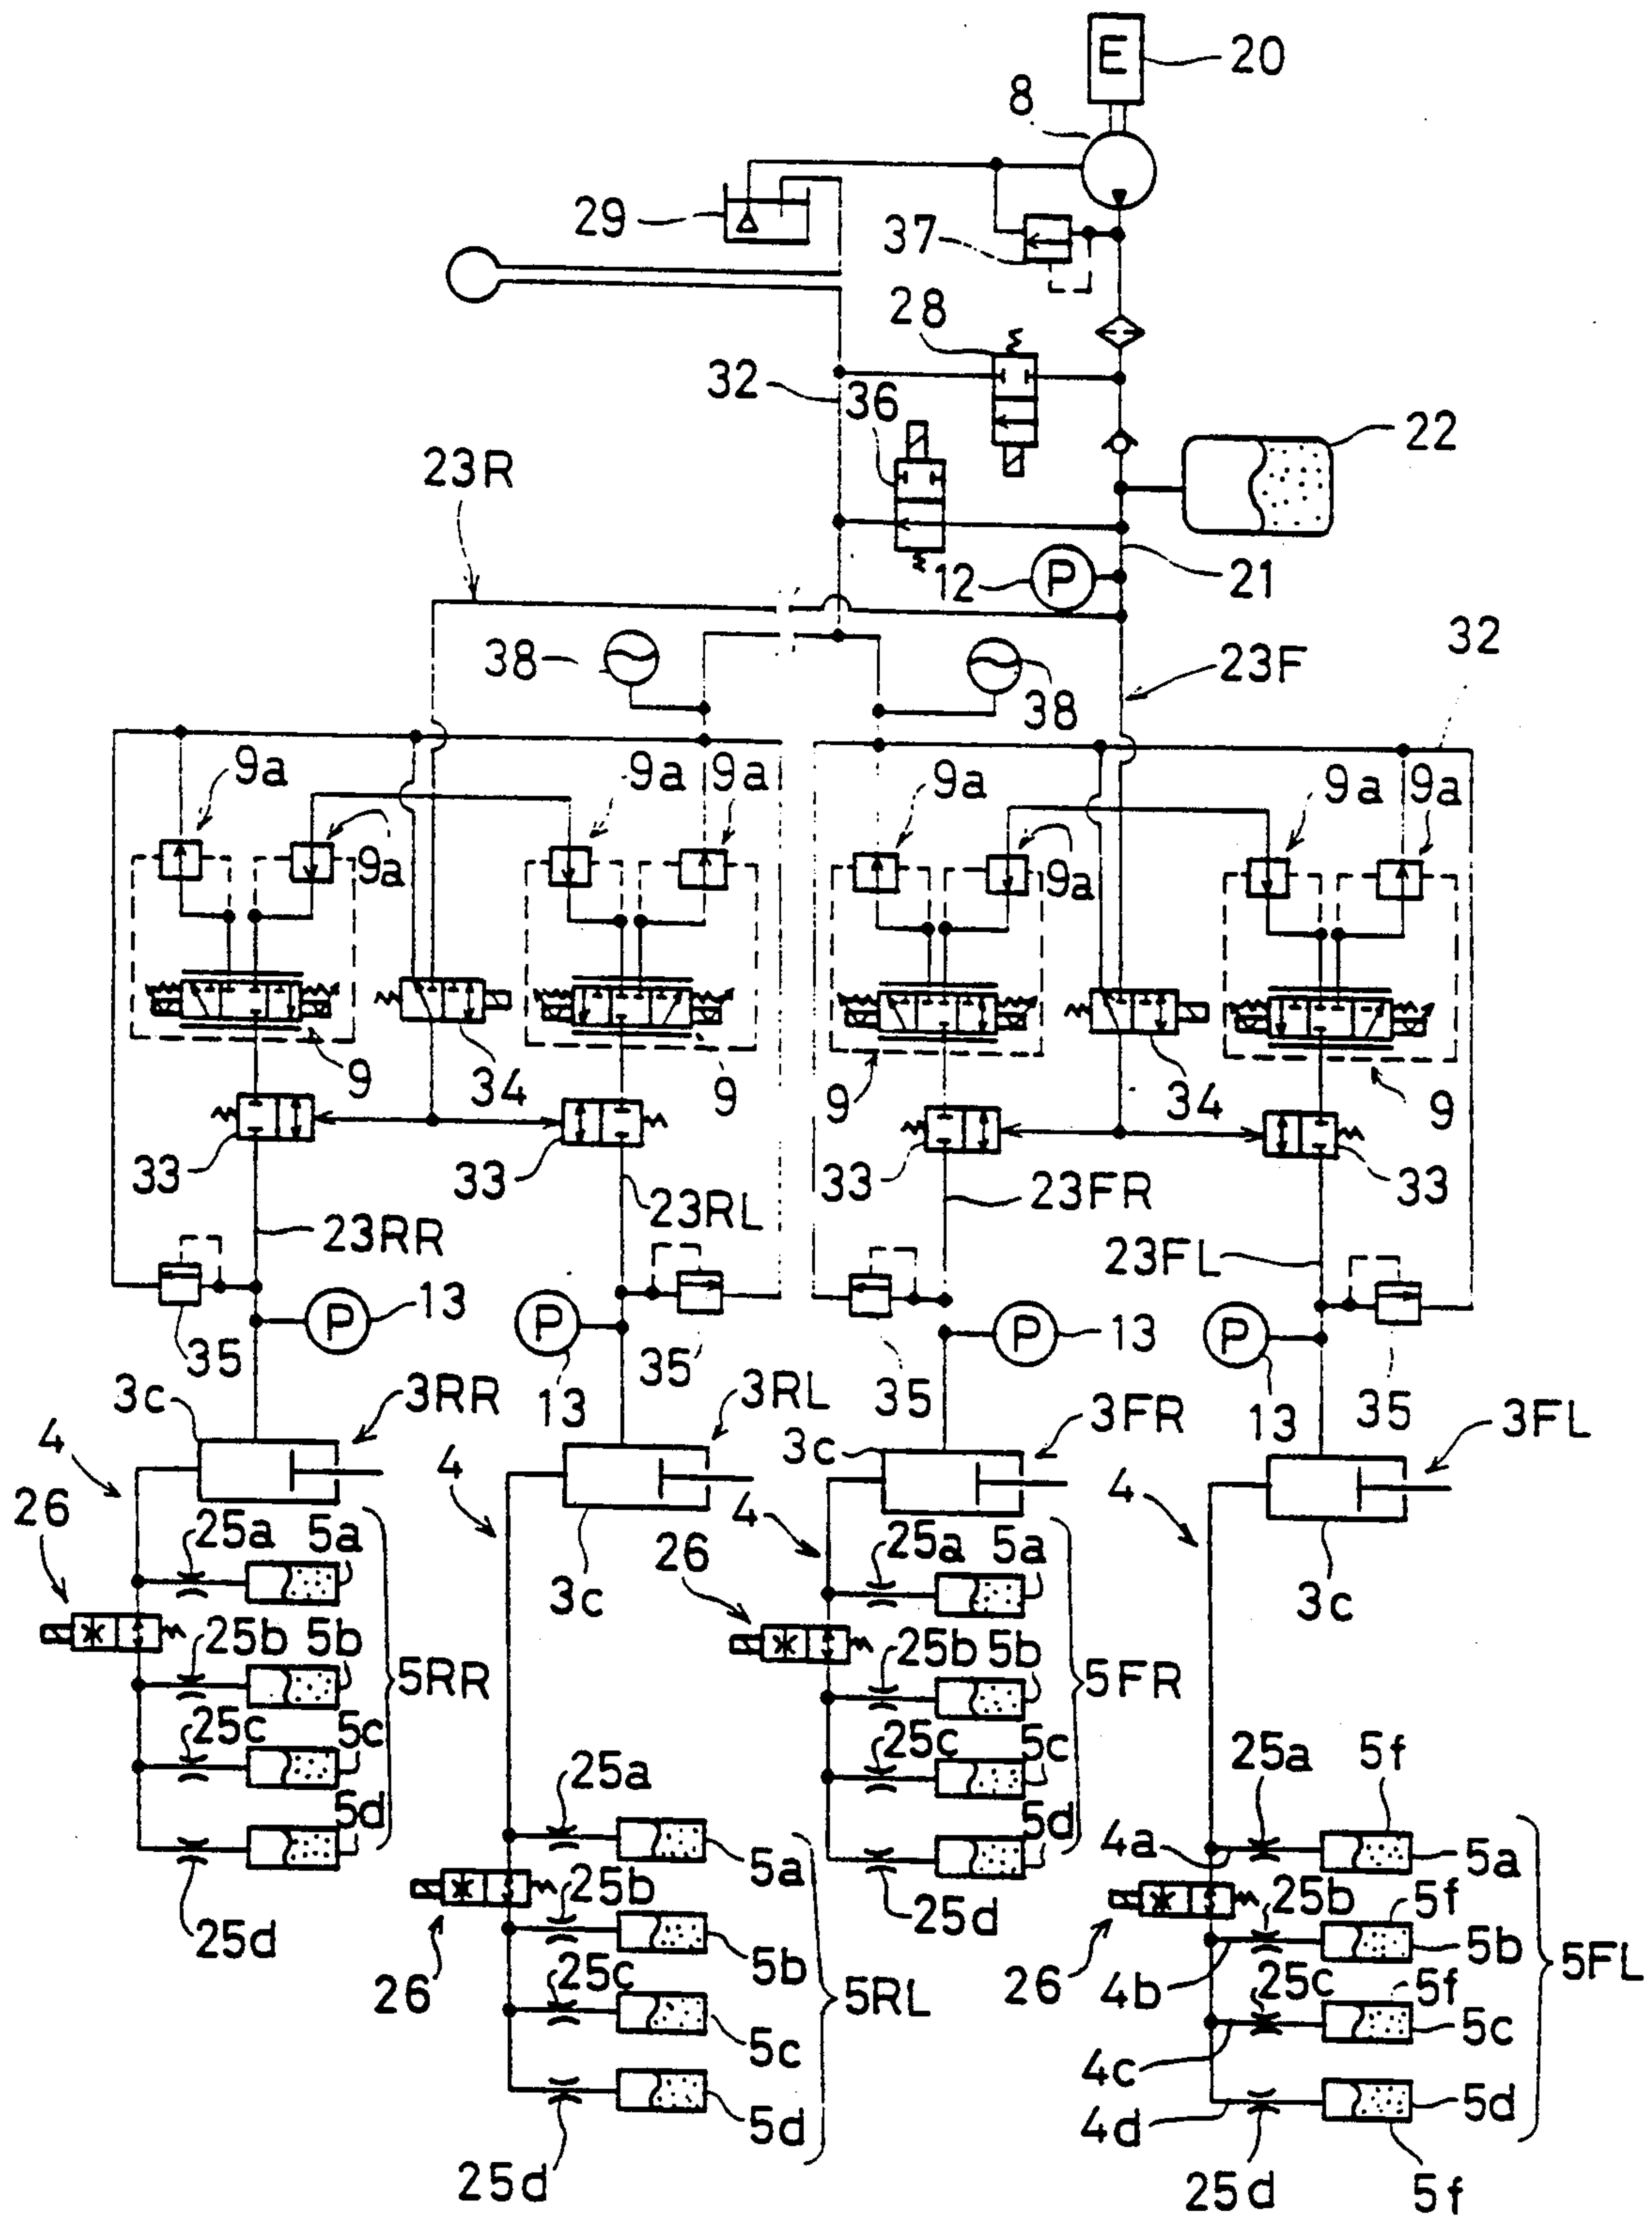 E 20
8
29
37
28
32 36
22
23R
12 P 21
38 38 23F 32
9a 9a 9a 9a 9a 9a
9a 9a
9 34 9 9 34 9
33 33 33 33
23RR 23RL 23FR 23FL
P 13 P P 13 P
35 13 35 35 13 35
3c 3RR 3RL 3c 3FR 3FL
4 4 4 4
26 25a 5a 3c 26 25a 5a 3c
25b 5b 5RR 25b 5b 5FR
25c 5c 25c 5c
5d 25a 5d 25a 5f
25d 5a 25d 4a 5a
25b 25b 5f
26 5b 26 4b 5b
25c 5RL 25c 5f 5FL
5c 4c 5c
5d 4d 5d
25d 25d 5f